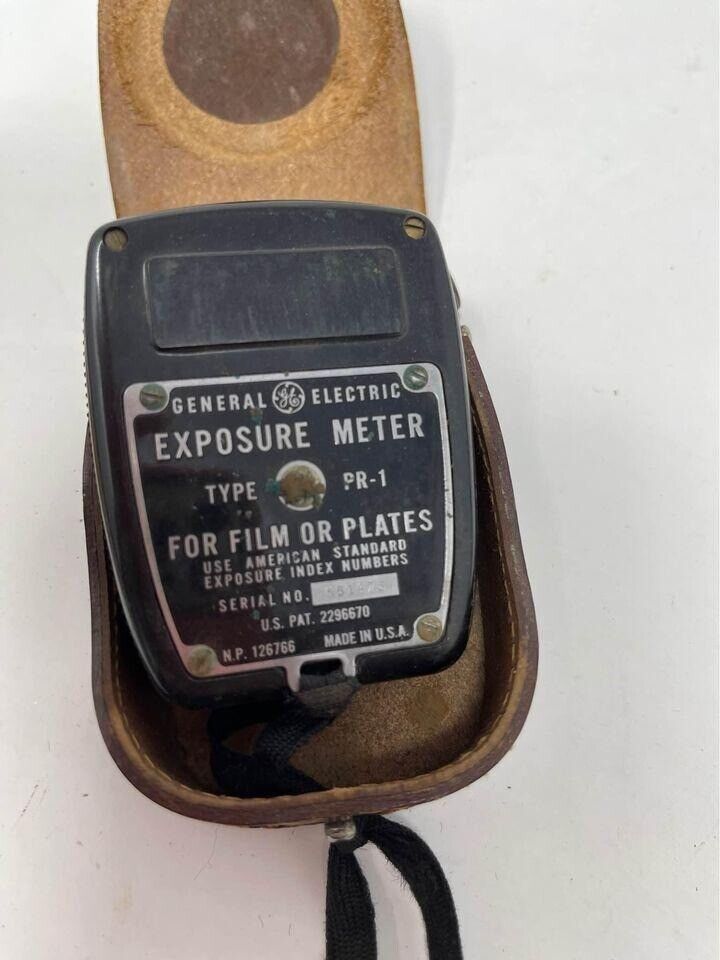 GENERAL GE ELECTRIC
EXPOSURE METER
TYPE PR-1
FOR FILM OR PLATES
USE AMERICAN STANDARD
EXPOSURE INDEX NUMBERS
SERIAL NO.
U.S. PAT. 2296670
N.P. 126766 MADE IN U.S.A.